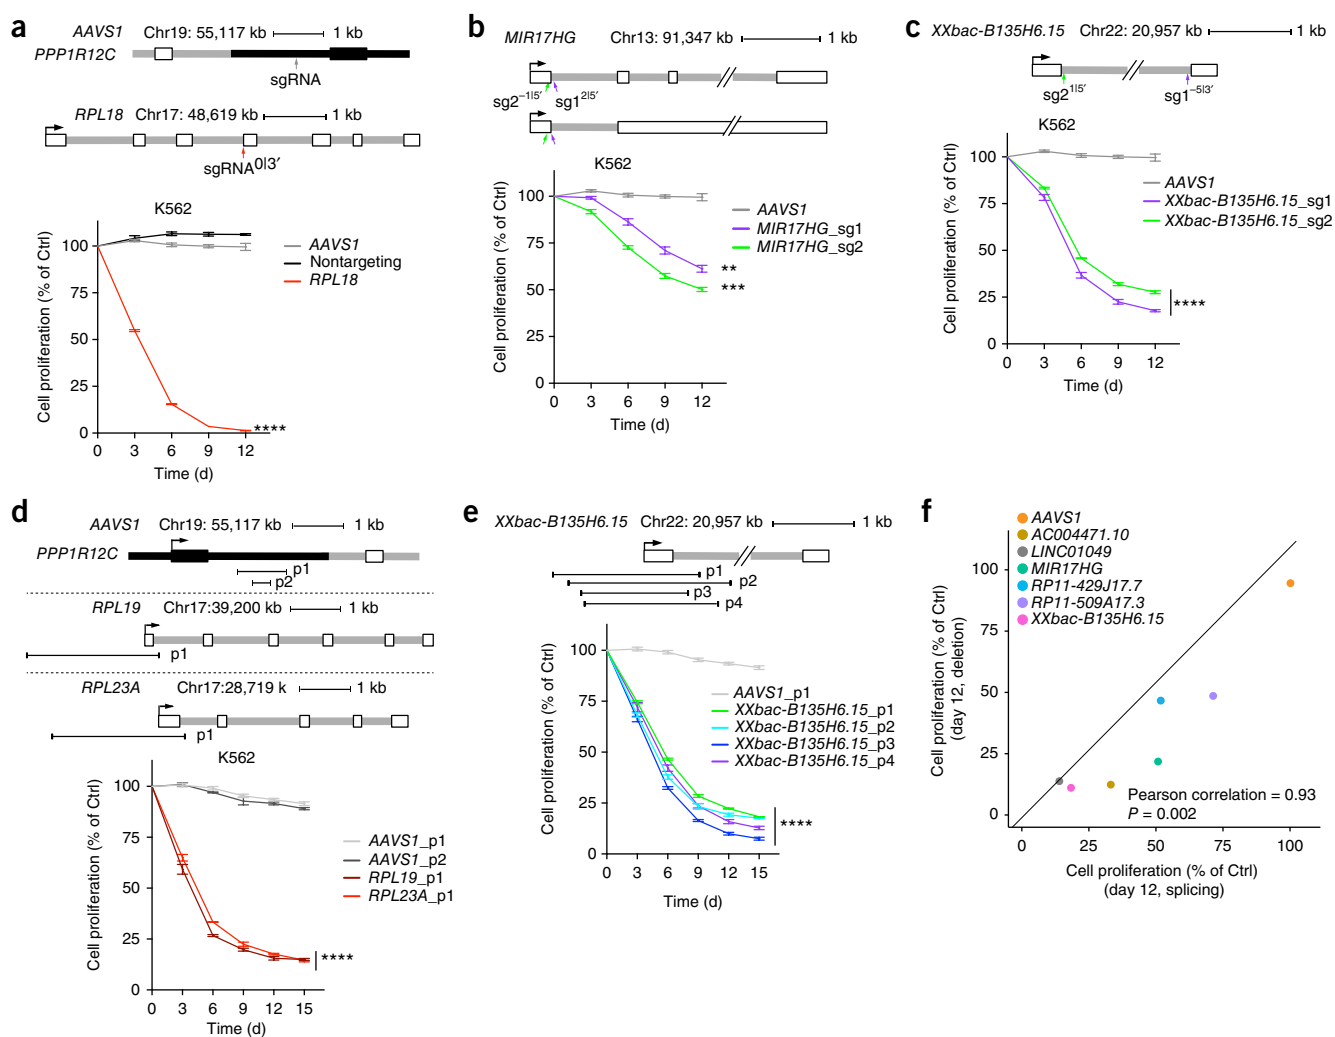 a
AAVS1 Chr19: 55,117 kb 1 kb
PPP1R12C
sgRNA
RPL18 Chr17: 48,619 kb 1 kb
sgRNA0|3′
K562
Cell proliferation (% of Ctrl)
100
75
50
25
0
AAVS1
Nontargeting
RPL18
****
0 3 6 9 12
Time (d)
b
MIR17HG Chr13: 91,347 kb 1 kb
sg2−1|5′ sg12|5′
K562
Cell proliferation (% of Ctrl)
100
75
50
25
0
AAVS1
MIR17HG_sg1
MIR17HG_sg2
**
***
0 3 6 9 12
Time (d)
c
XXbac-B135H6.15 Chr22: 20,957 kb 1 kb
sg21|5′ sg1−5|3′
K562
Cell proliferation (% of Ctrl)
100
75
50
25
0
AAVS1
XXbac-B135H6.15_sg1
XXbac-B135H6.15_sg2
****
0 3 6 9 12
Time (d)
d
AAVS1 Chr19: 55,117 kb 1 kb
PPP1R12C
p1
p2
RPL19 Chr17:39,200 kb 1 kb
p1
RPL23A Chr17:28,719 k 1 kb
p1
K562
Cell proliferation (% of Ctrl)
100
75
50
25
0
AAVS1_p1
AAVS1_p2
RPL19_p1
RPL23A_p1
****
0 3 6 9 12 15
Time (d)
e
XXbac-B135H6.15 Chr22: 20,957 kb 1 kb
p1
p2
p3
p4
Cell proliferation (% of Ctrl)
100
75
50
25
0
AAVS1_p1
XXbac-B135H6.15_p1
XXbac-B135H6.15_p2
XXbac-B135H6.15_p3
XXbac-B135H6.15_p4
****
0 3 6 9 12 15
Time (d)
f
AAVS1
AC004471.10
LINC01049
MIR17HG
RP11-429J17.7
RP11-509A17.3
XXbac-B135H6.15
Cell proliferation (% of Ctrl)
(day 12, deletion)
100
75
50
25
0
Pearson correlation = 0.93
P = 0.002
0 25 50 75 100
Cell proliferation (% of Ctrl)
(day 12, splicing)